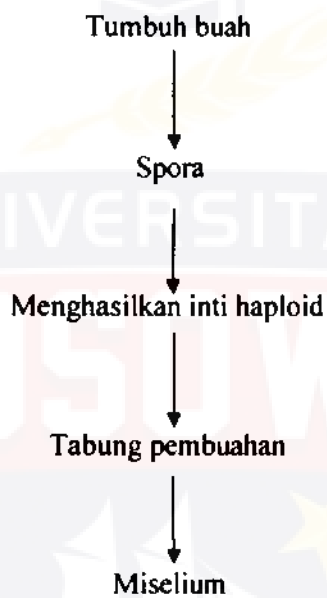 Tumbuh buah
Spora
Menghasilkan inti haploid
Tabung pembuahan
Miselium